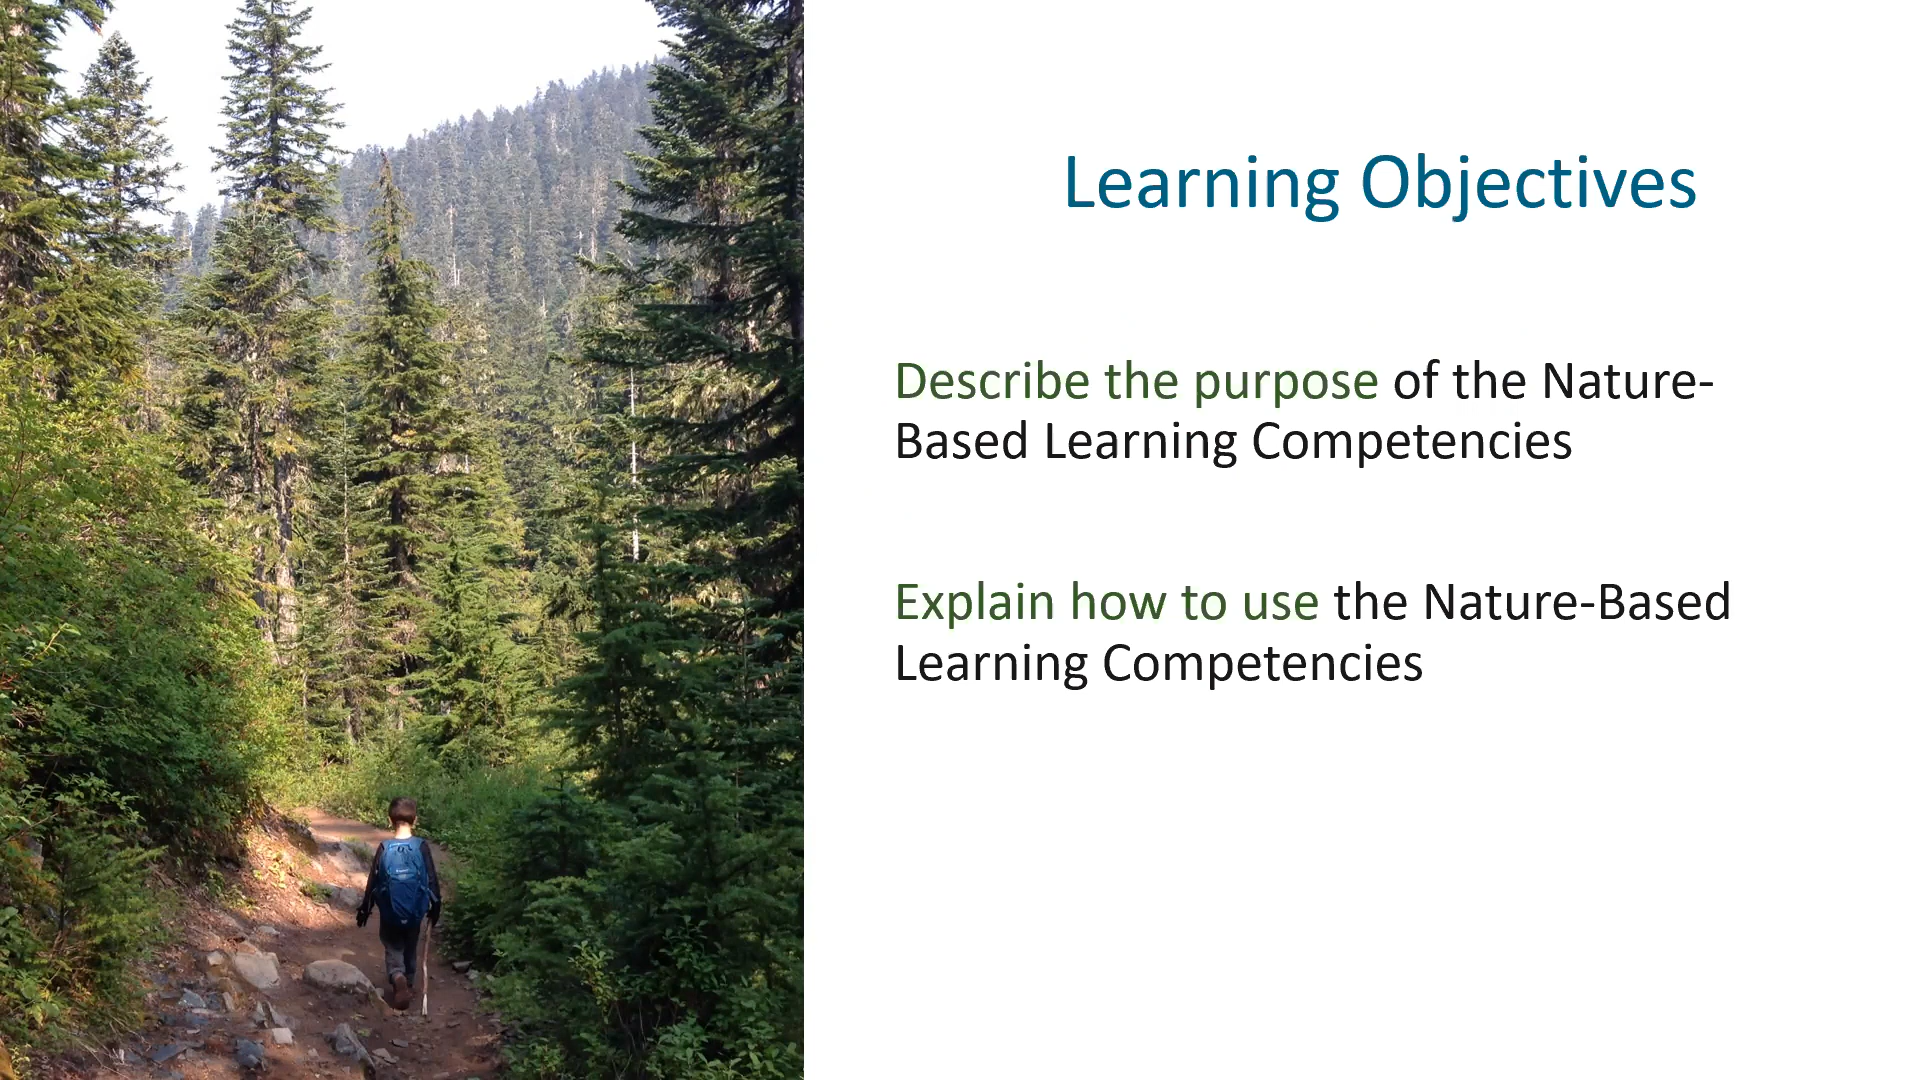 Learning Objectives
Describe the purpose of the Nature-
Based Learning Competencies
Explain how to use the Nature-Based
Learning Competencies